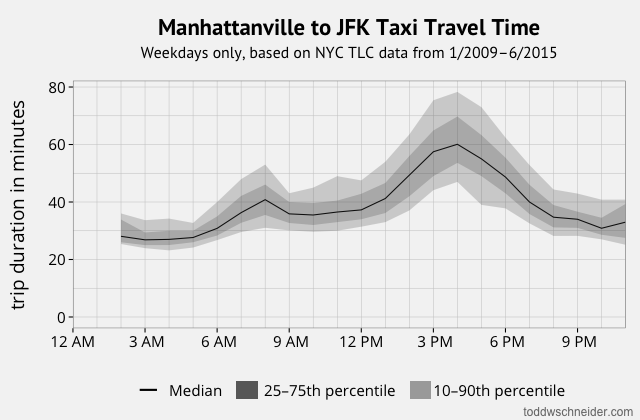 Manhattanville to JFK Taxi Travel Time
Weekdays only, based on NYC TLC data from 1/2009–6/2015
trip duration in minutes
80
60
40
20
0
12 AM 3 AM 6 AM 9 AM 12 PM 3 PM 6 PM 9 PM
Median 25–75th percentile 10–90th percentile
toddwschneider.com